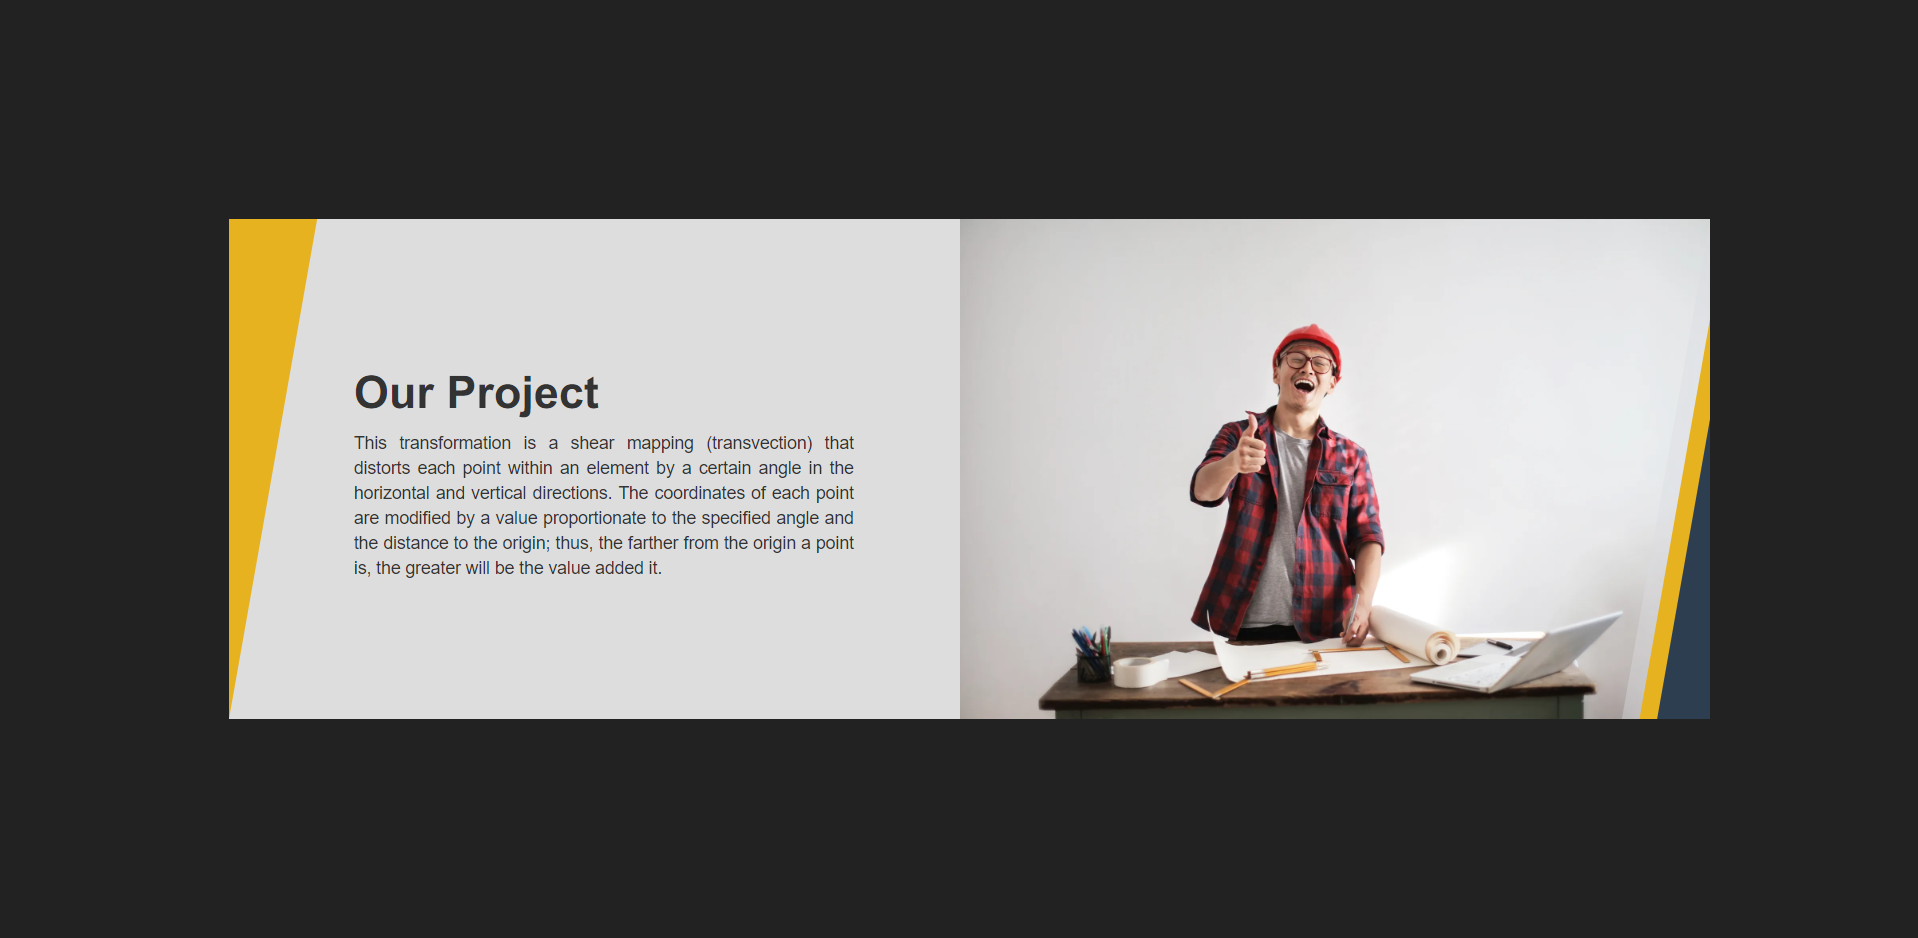 Our Project
This transformation is a shear mapping (transvection) that
distorts each point within an element by a certain angle in the
horizontal and vertical directions. The coordinates of each point
are modified by a value proportionate to the specified angle and
the distance to the origin; thus, the farther from the origin a point
is, the greater will be the value added it.